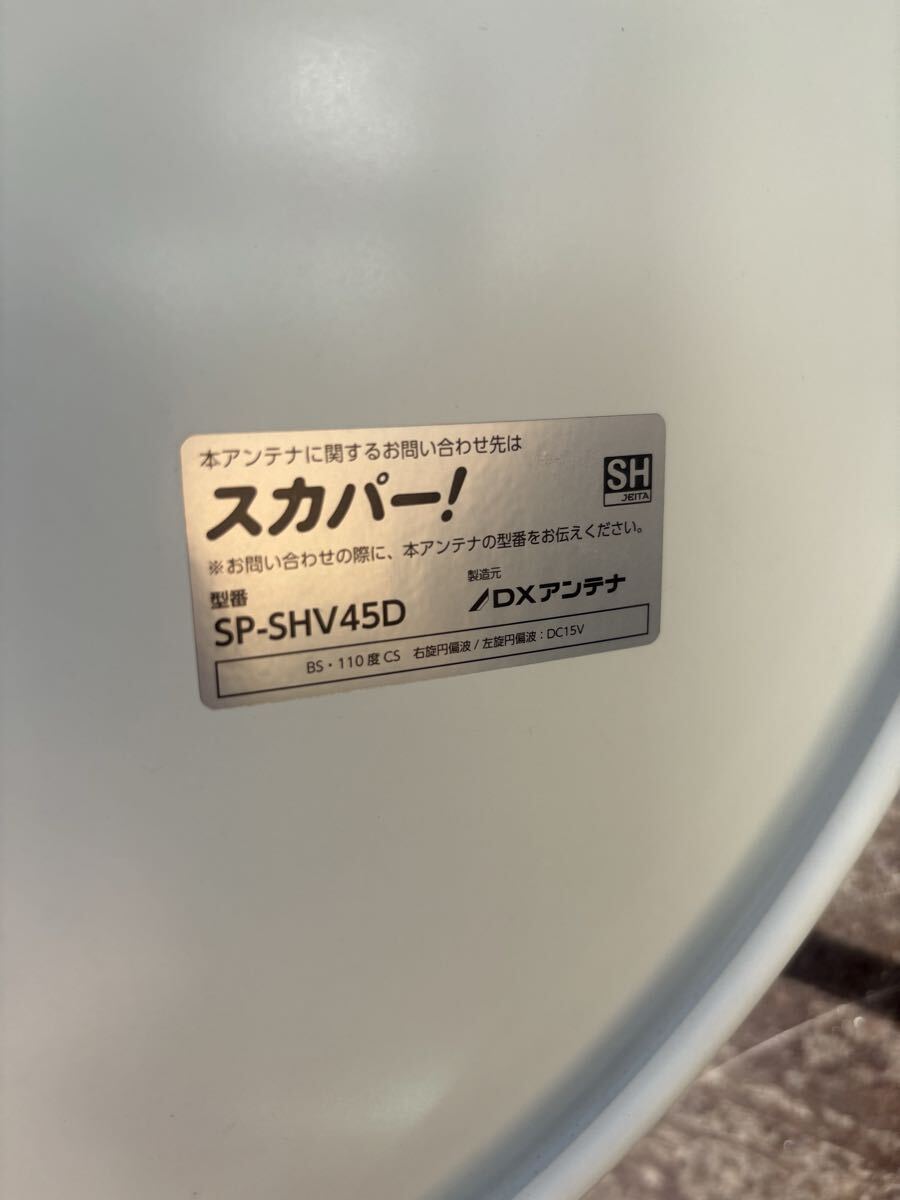 本アンテナに関するお問い合わせ先は
スカパー!
SH
JEITA
※お問い合わせの際に、本アンテナの型番をお伝えください。
型番
SP-SHV45D
製造元
DXアンテナ
BS・110度CS 右旋円偏波/左旋円偏波:DC15V